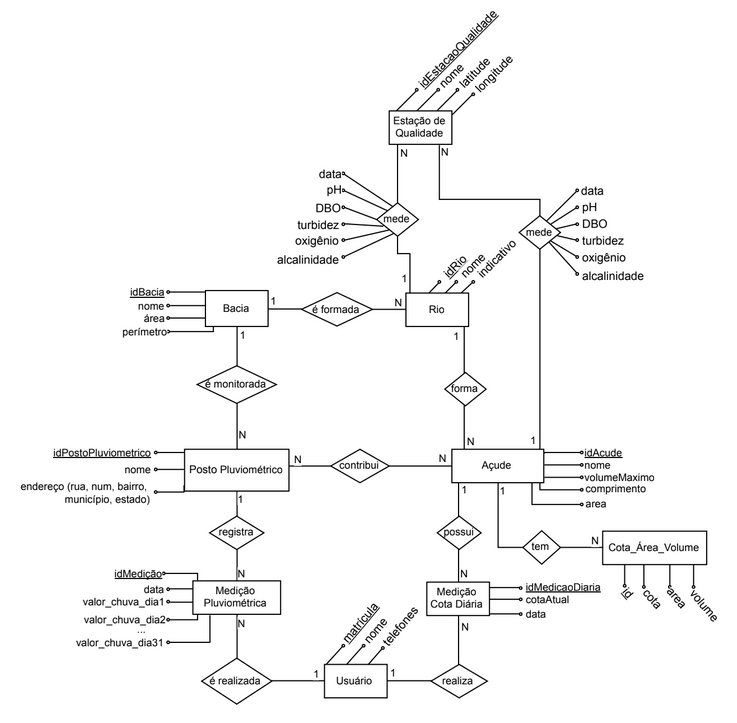 idEstacaoQualidade
nome
latitude
longitude
Estação de
Qualidade
N
N
data
pH
DBO
turbidez
oxigênio
alcalinidade
mede
data
pH
DBO
turbidez
oxigênio
alcalinidade
mede
1
idRio
nome
indicativo
idBacia
nome
área
perímetro
Bacia
1
é formada
N
Rio
1
1
é monitorada
forma
N
N
1
idPostoPluviometrico
nome
endereço (rua, num, bairro,
município, estado)
Posto Pluviométrico
N
contribui
N
Açude
idAcude
nome
volumeMaximo
comprimento
area
1
1
1
registra
possui
tem
N
Cota_Área_Volume
id
cota
area
volume
N
N
idMedição
data
valor_chuva_dia1
valor_chuva_dia2
...
valor_chuva_dia31
Medição
Pluviométrica
Medição
Cota Diária
idMedicaoDiaria
cotaAtual
data
N
N
matricula
nome
telefones
é realizada
1
Usuário
1
realiza